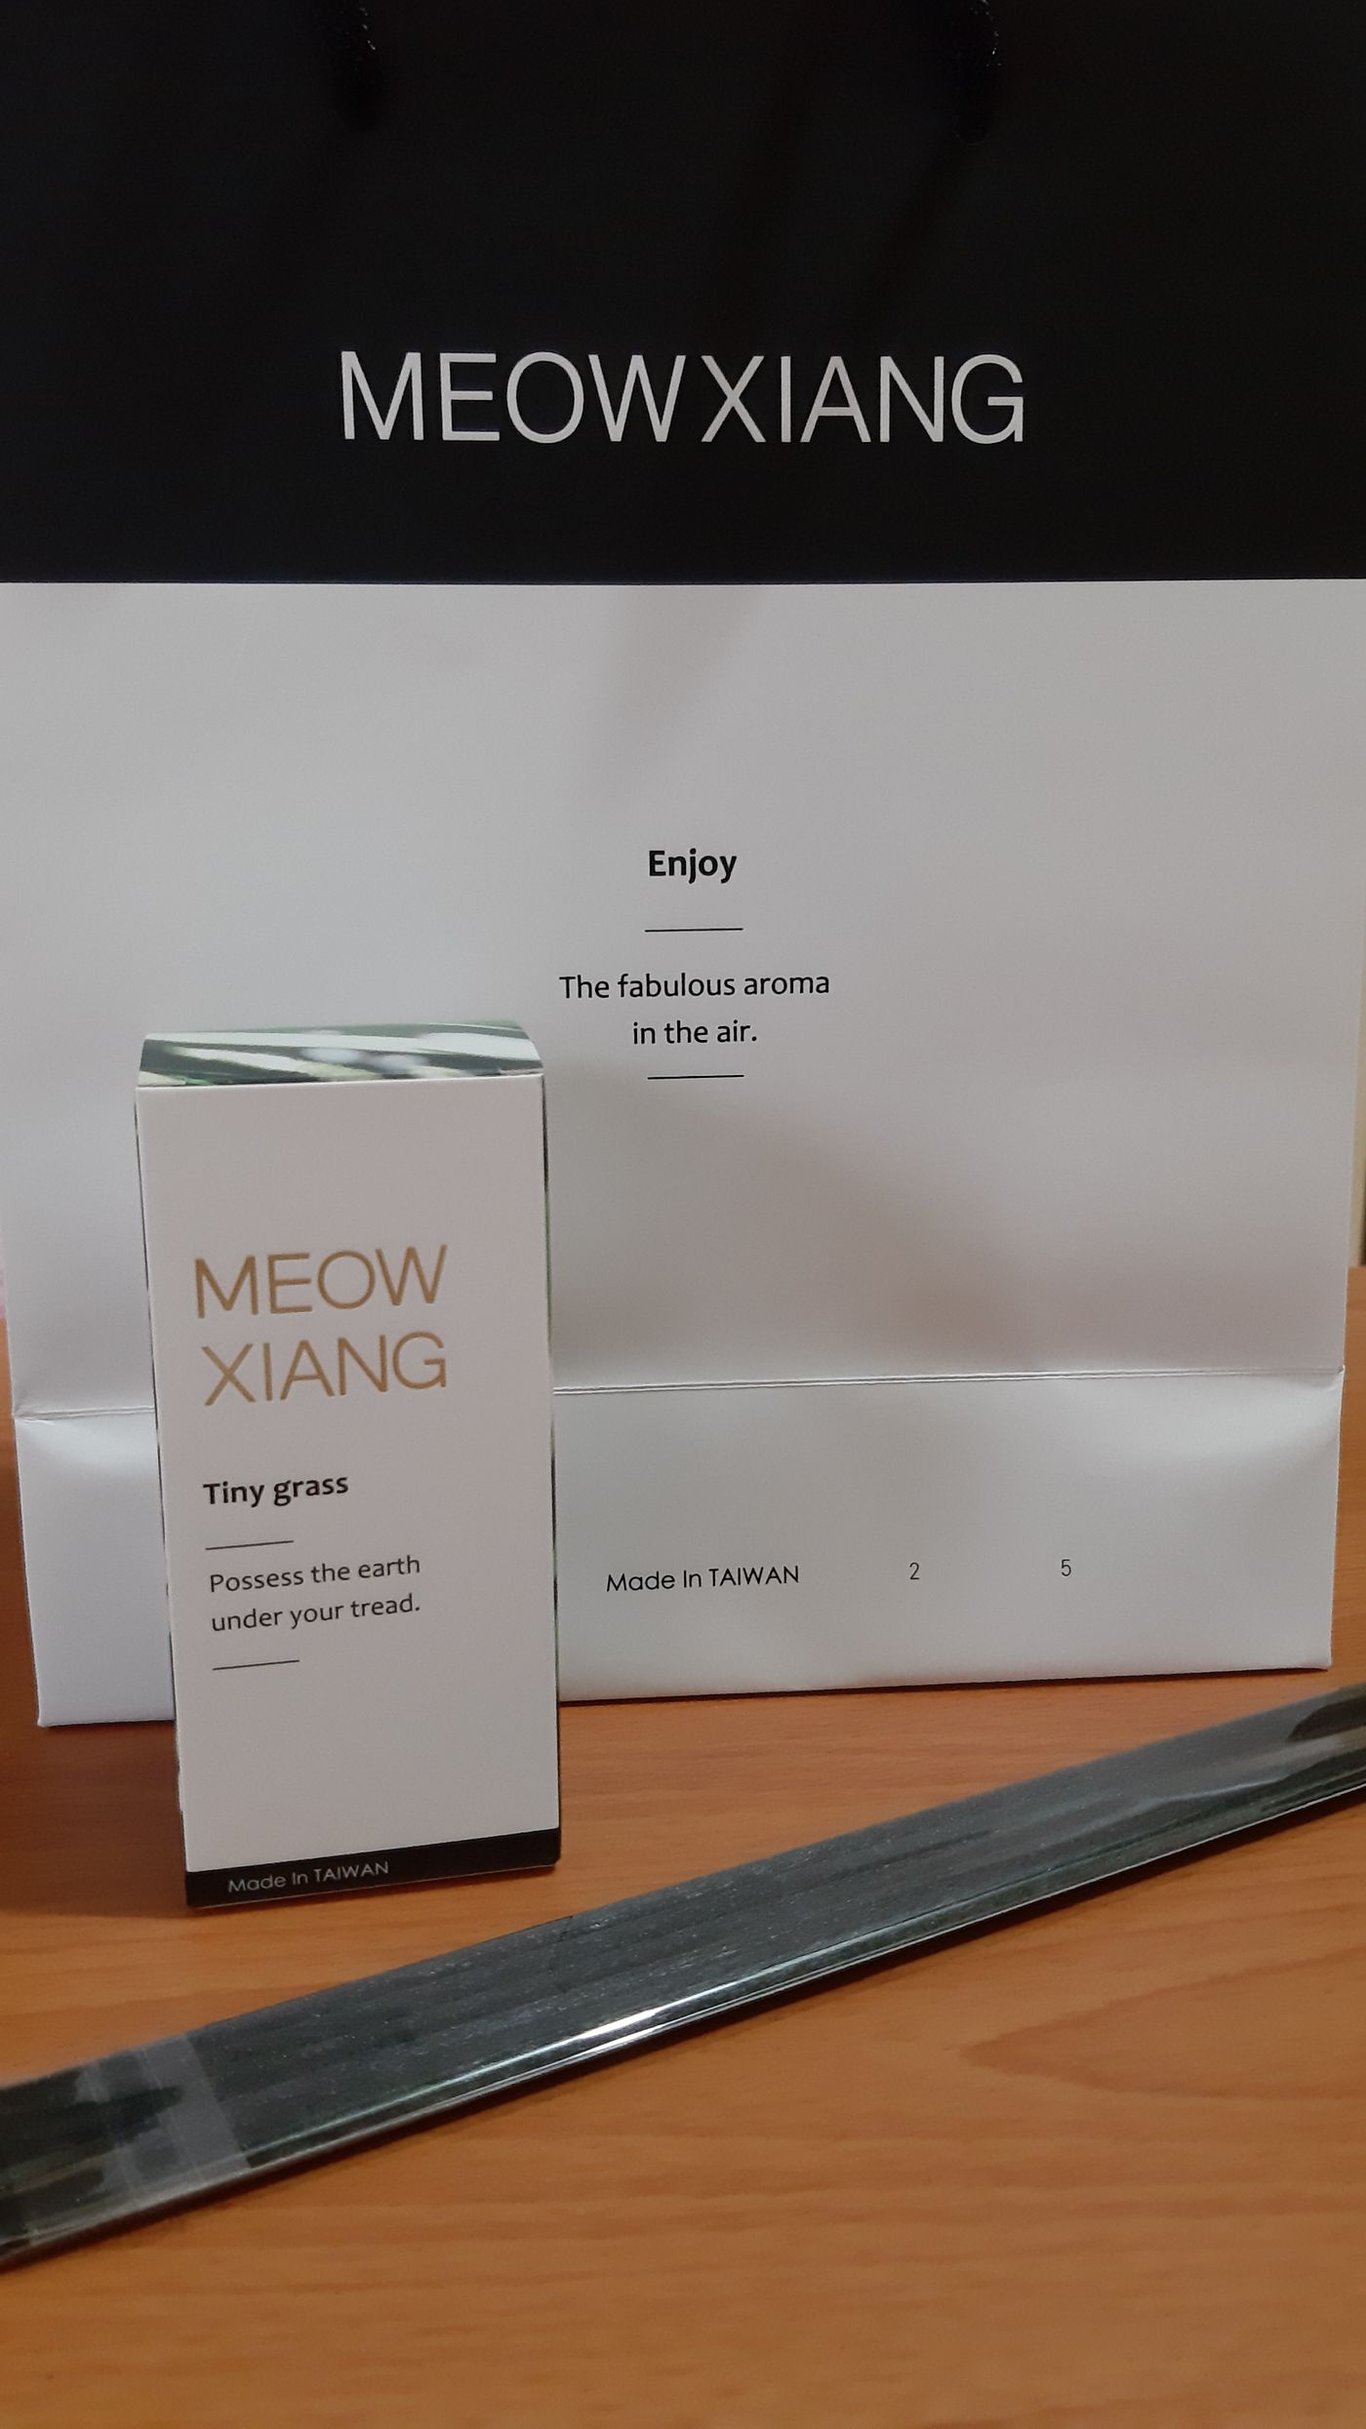 MEOWXIANG
Enjoy
The fabulous aroma
in the air.
MEOW
XIANG
Tiny grass
Possess the earth
under your tread.
Made In TAIWAN
Made In TAIWAN 2 5